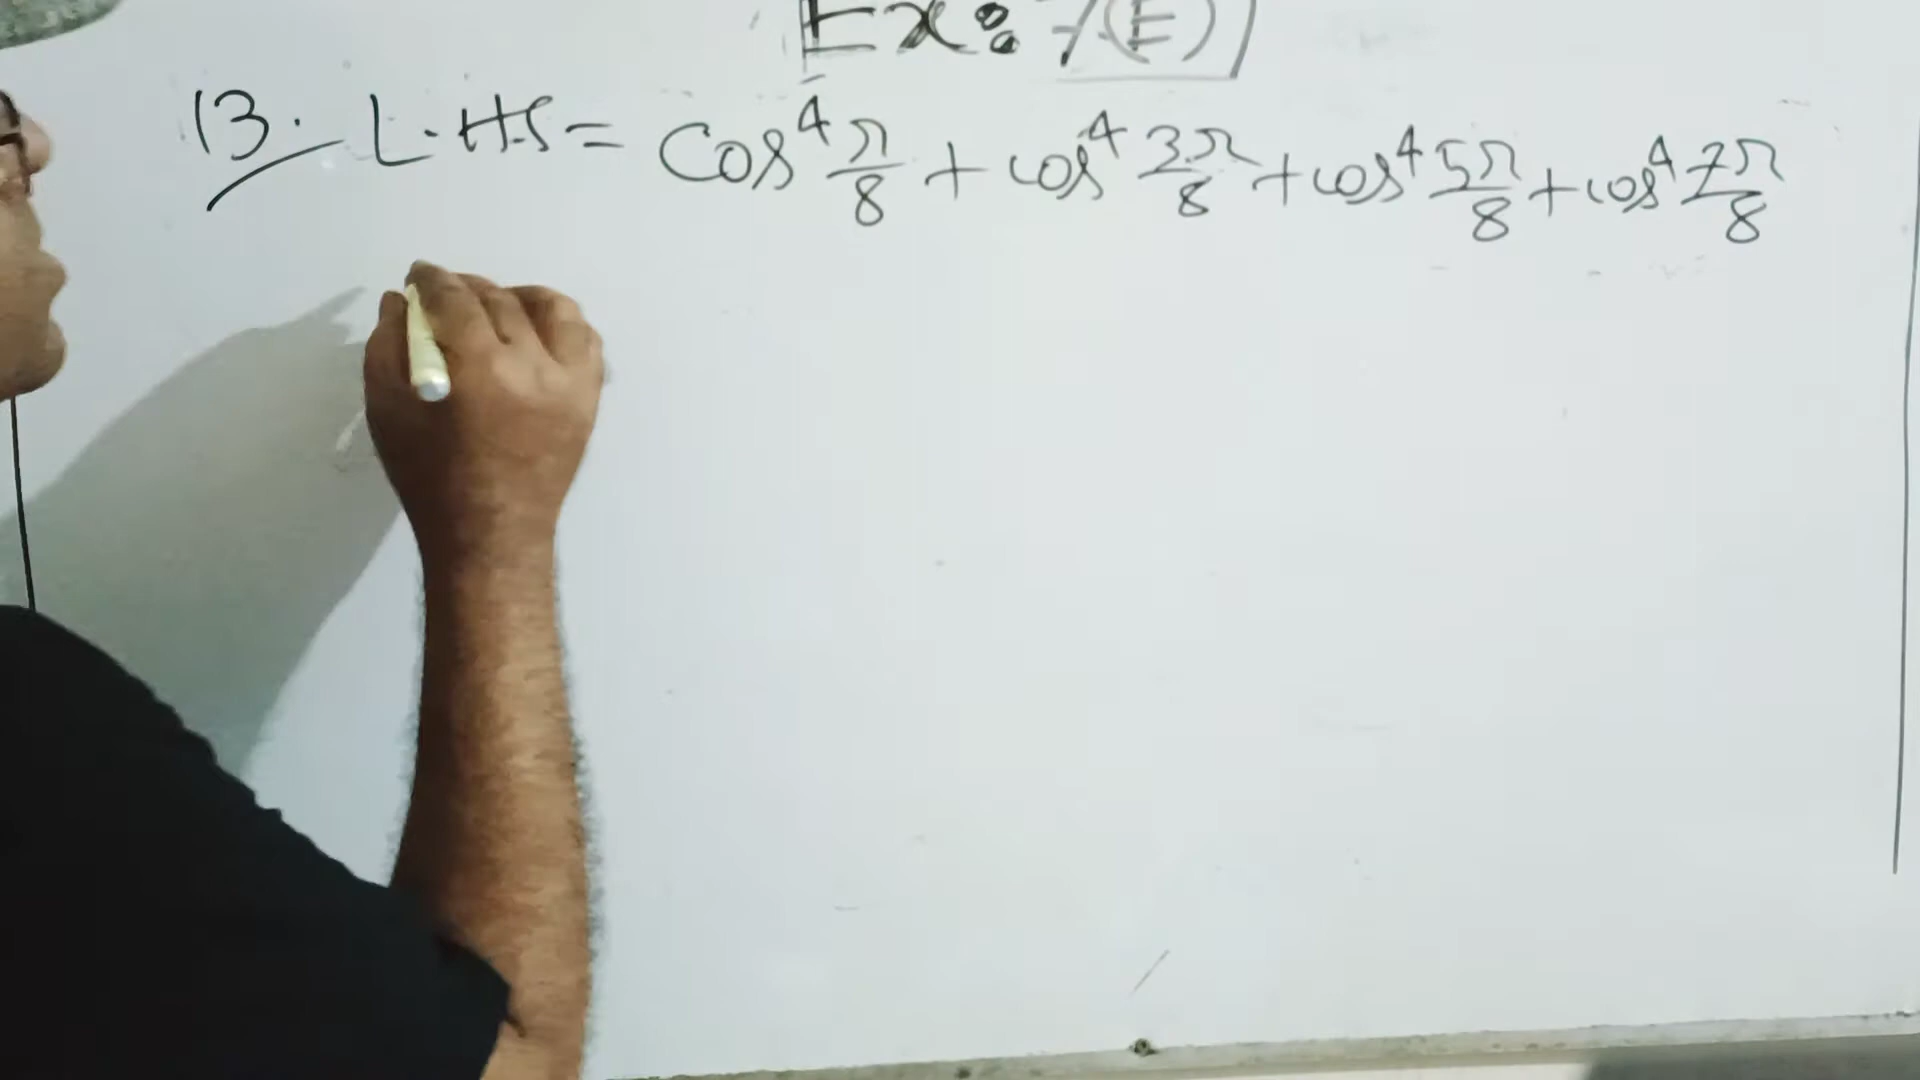 Ex: 7(E)
13. L.H.S = Cos⁴ π/8 + cos⁴ 3π/8 + cos⁴ 5π/8 + cos⁴ 7π/8